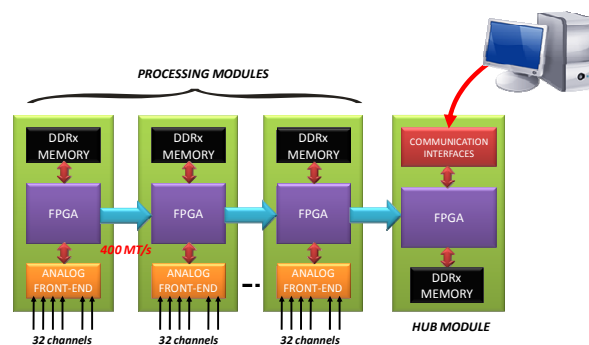 PROCESSING MODULES
DDRx
MEMORY
FPGA
ANALOG
FRONT-END
32 channels
400 MT/s
DDRx
MEMORY
FPGA
ANALOG
FRONT-END
32 channels
DDRx
MEMORY
FPGA
ANALOG
FRONT-END
32 channels
COMMUNICATION
INTERFACES
FPGA
DDRx
MEMORY
HUB MODULE